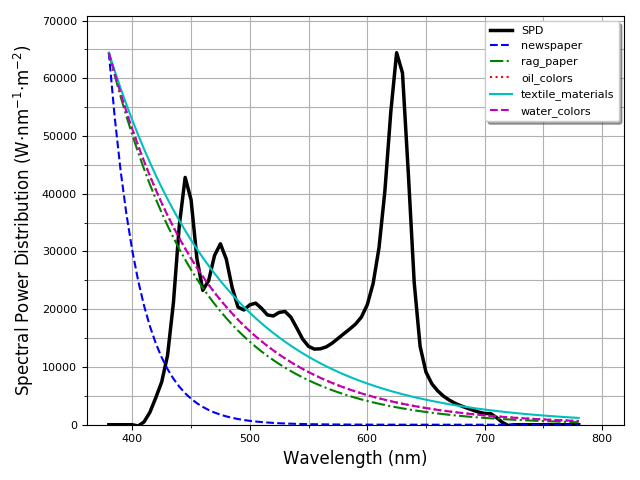 70000
60000
50000
40000
30000
20000
10000
0
Spectral Power Distribution (W·nm⁻¹·m⁻²)
SPD
newspaper
rag_paper
oil_colors
textile_materials
water_colors
400 500 600 700 800
Wavelength (nm)